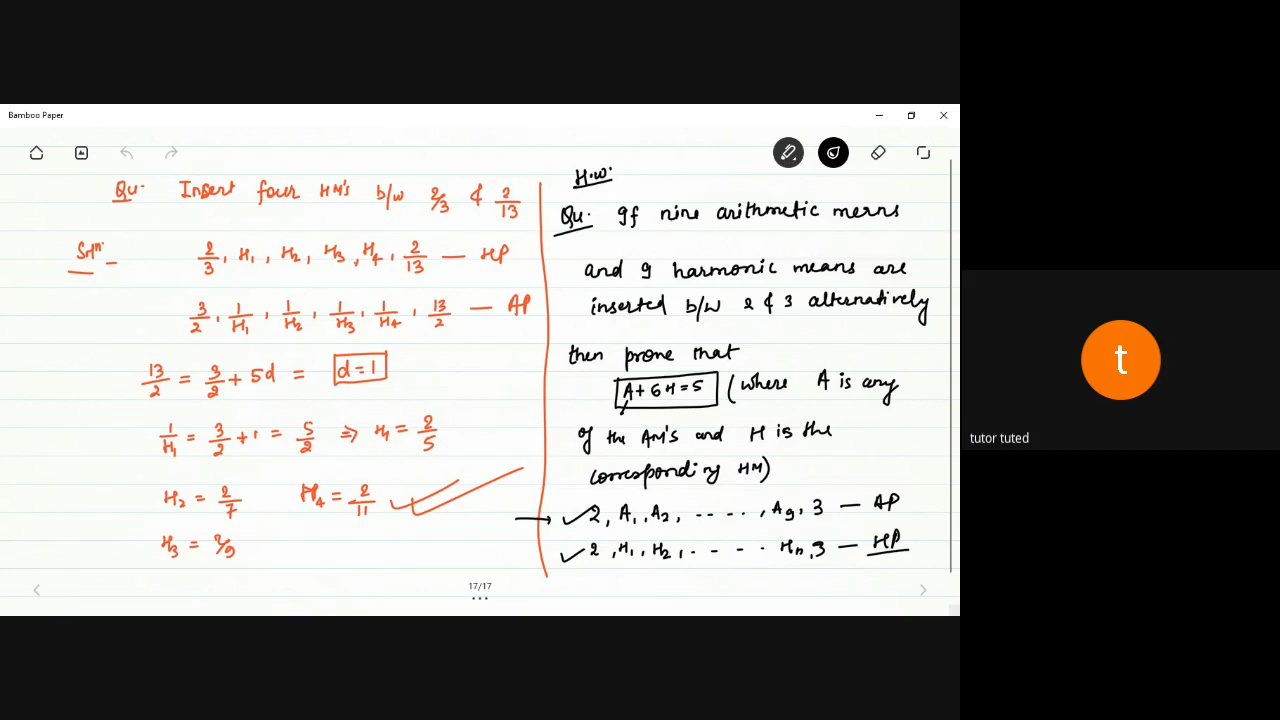 Bamboo Paper
Qu. Insert four HM's b/w 2/3 & 2/13
Solⁿ. 2/3, H₁, H₂, H₃, H₄, 2/13 — HP
3/2, 1/H₁, 1/H₂, 1/H₃, 1/H₄, 13/2 — AP
13/2 = 3/2 + 5d = d = 1
1/H₁ = 3/2 + 1 = 5/2 ⇒ H₁ = 2/5
H₂ = 2/7 H₄ = 2/11
H₃ = 2/9
H.W.
Qu. If nine arithmetic means
and 9 harmonic means are
inserted b/w 2 & 3 alternatively
then prove that
A + 6H = 5 (where A is any
of the AM's and H is the
corresponding HM)
2, A₁, A₂, ......, A₉, 3 — AP
2, H₁, H₂, ...... Hₙ, 3 — HP
17/17
t
tutor tuted